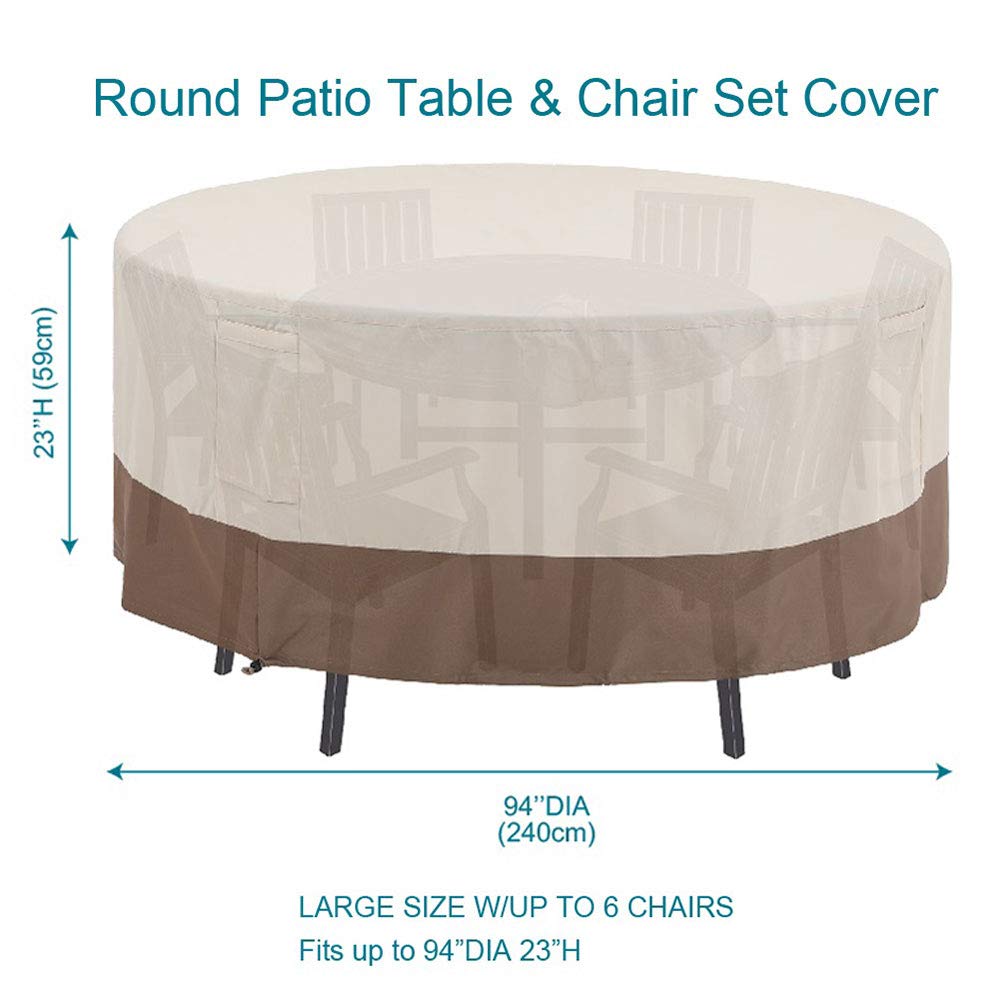 Round Patio Table & Chair Set Cover
23”H (59cm)
94’’DIA
(240cm)
LARGE SIZE W/UP TO 6 CHAIRS
Fits up to 94”DIA 23”H